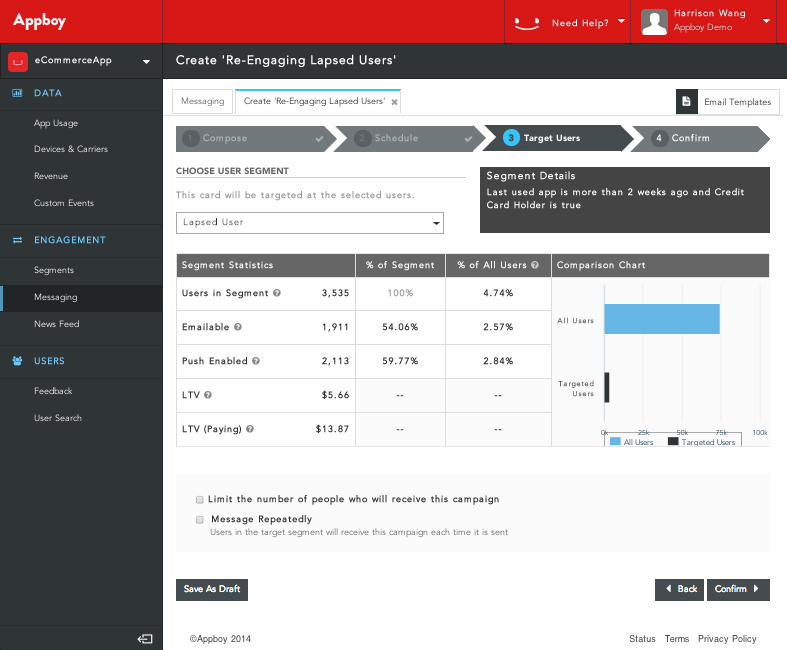 Appboy
Need Help?
Harrison Wang
Appboy Demo
eCommerceApp
Create 'Re-Engaging Lapsed Users'
DATA
App Usage
Devices & Carriers
Revenue
Custom Events
ENGAGEMENT
Segments
Messaging
News Feed
USERS
Feedback
User Search
Messaging
Create 'Re-Engaging Lapsed Users'
Email Templates
1 Compose
2 Schedule
3 Target Users
4 Confirm
CHOOSE USER SEGMENT
This card will be targeted at the selected users.
Lapsed User
Segment Details
Last used app is more than 2 weeks ago and Credit
Card Holder is true
Segment Statistics % of Segment % of All Users Comparison Chart
Users in Segment 3,535 100% 4.74%
Emailable 1,911 54.06% 2.57%
Push Enabled 2,113 59.77% 2.84%
LTV $5.66 -- --
LTV (Paying) $13.87 -- --
All Users
Targeted
Users
0k 25k 50k 75k 100k
All Users Targeted Users
Limit the number of people who will receive this campaign
Message Repeatedly
Users in the target segment will receive this campaign each time it is sent
Save As Draft
Back
Confirm
©Appboy 2014
Status Terms Privacy Policy